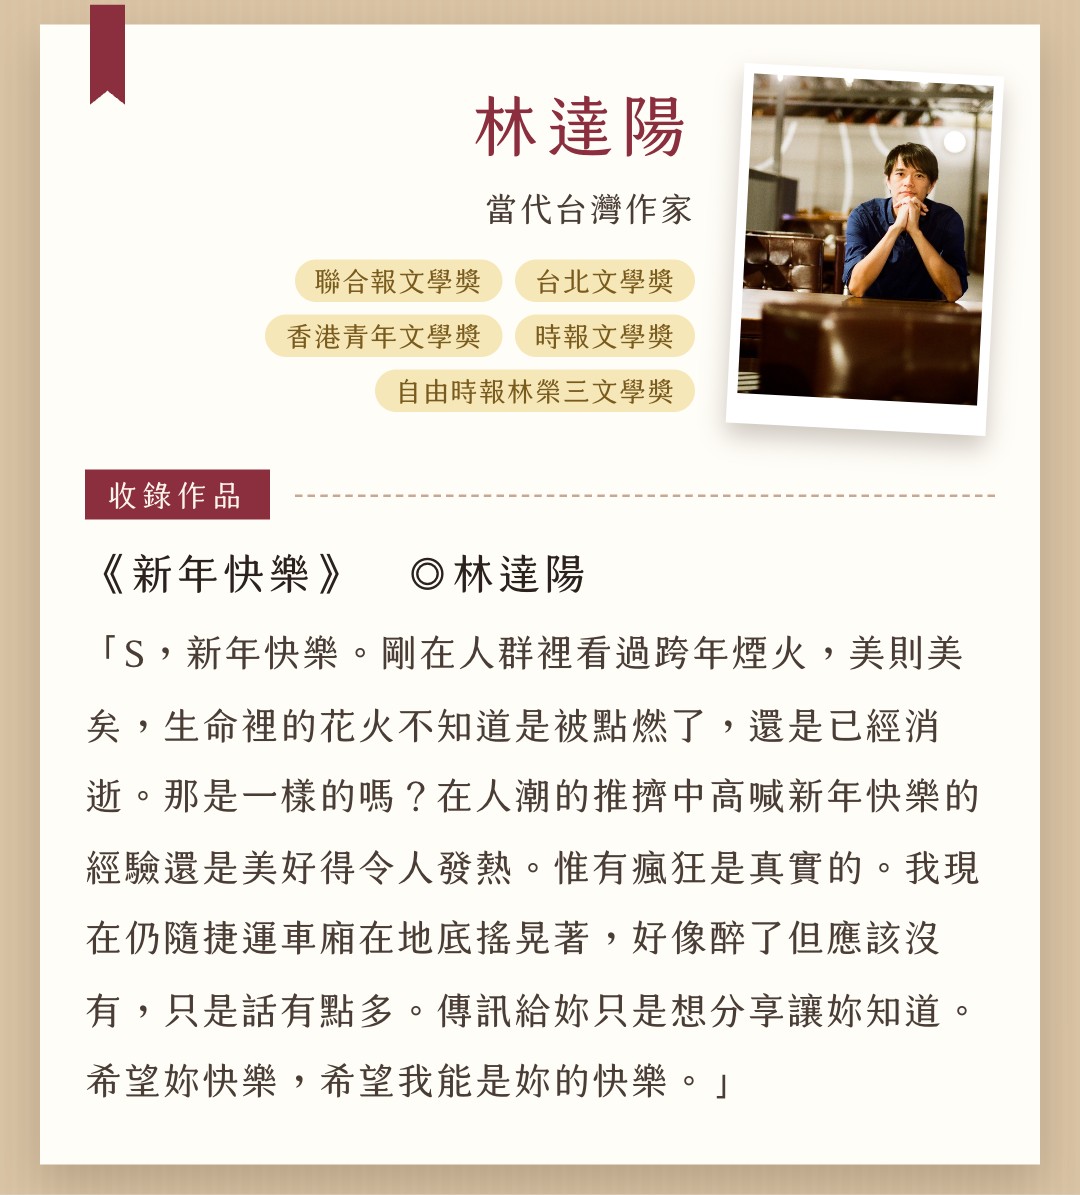 林達陽
當代台灣作家
聯合報文學獎 台北文學獎
香港青年文學獎 時報文學獎
自由時報林榮三文學獎
收錄作品
《新年快樂》　◎林達陽
「S，新年快樂。剛在人群裡看過跨年煙火，美則美
矣，生命裡的花火不知道是被點燃了，還是已經消
逝。那是一樣的嗎？在人潮的推擠中高喊新年快樂的
經驗還是美好得令人發熱。惟有瘋狂是真實的。我現
在仍隨捷運車廂在地底搖晃著，好像醉了但應該沒
有，只是話有點多。傳訊給妳只是想分享讓妳知道。
希望妳快樂，希望我能是妳的快樂。」